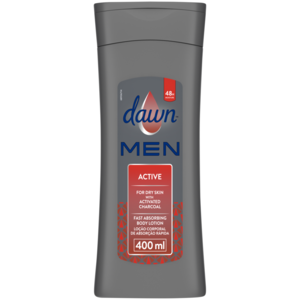 48H
dawn
MEN
ACTIVE
FOR DRY SKIN
with
ACTIVATED
CHARCOAL
FAST ABSORBING
BODY LOTION
LOÇÃO CORPORAL
DE ABSORÇÃO RÁPIDA
400 ml